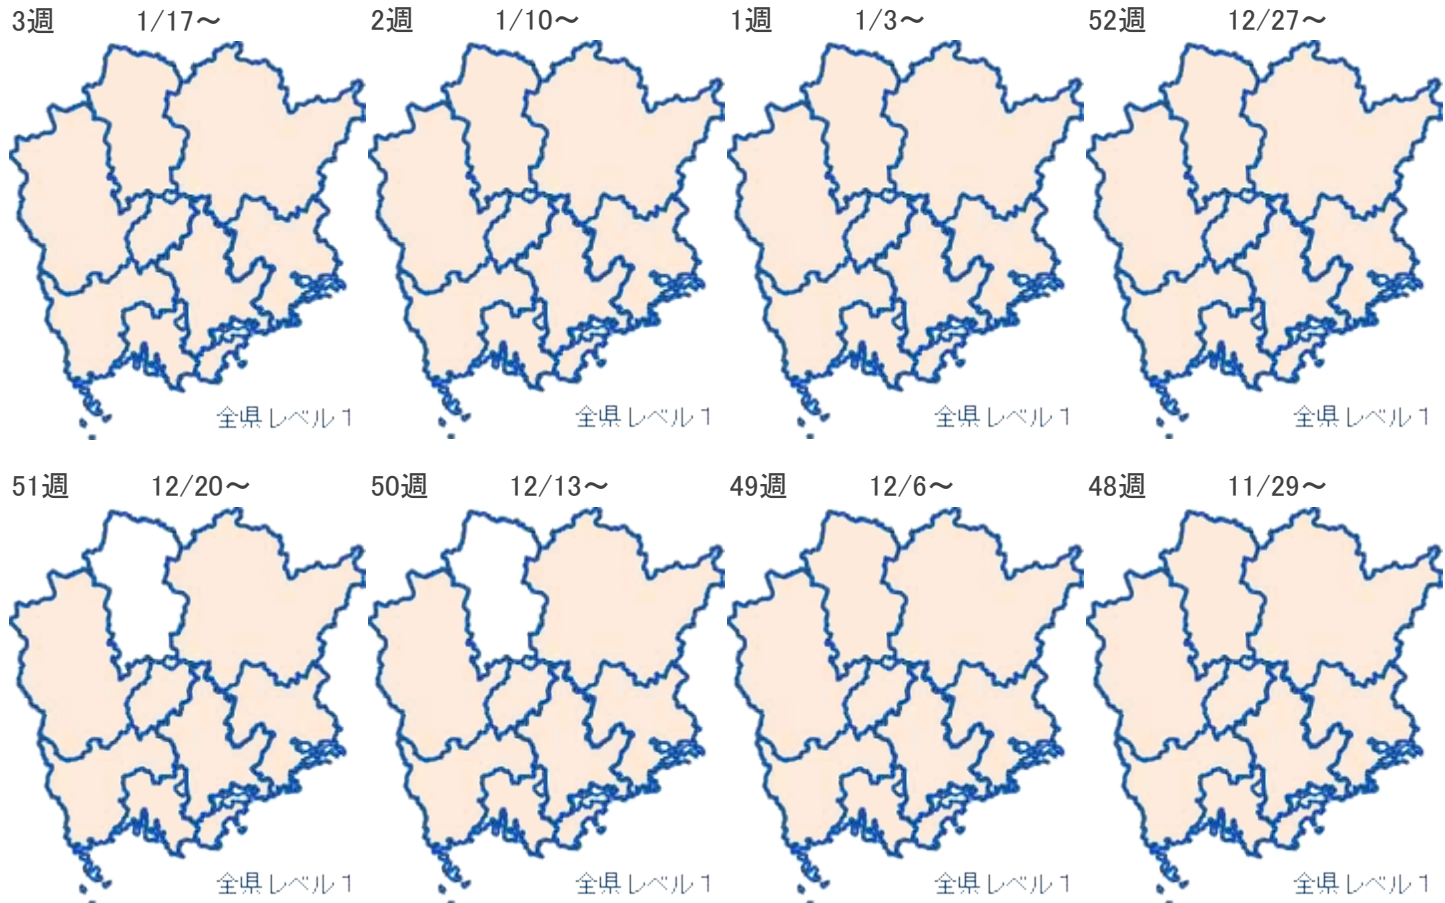 3週 1/17～
2週 1/10～
1週 1/3～
52週 12/27～
全県レベル1
全県レベル1
全県レベル1
全県レベル1
51週 12/20～
50週 12/13～
49週 12/6～
48週 11/29～
全県レベル1
全県レベル1
全県レベル1
全県レベル1